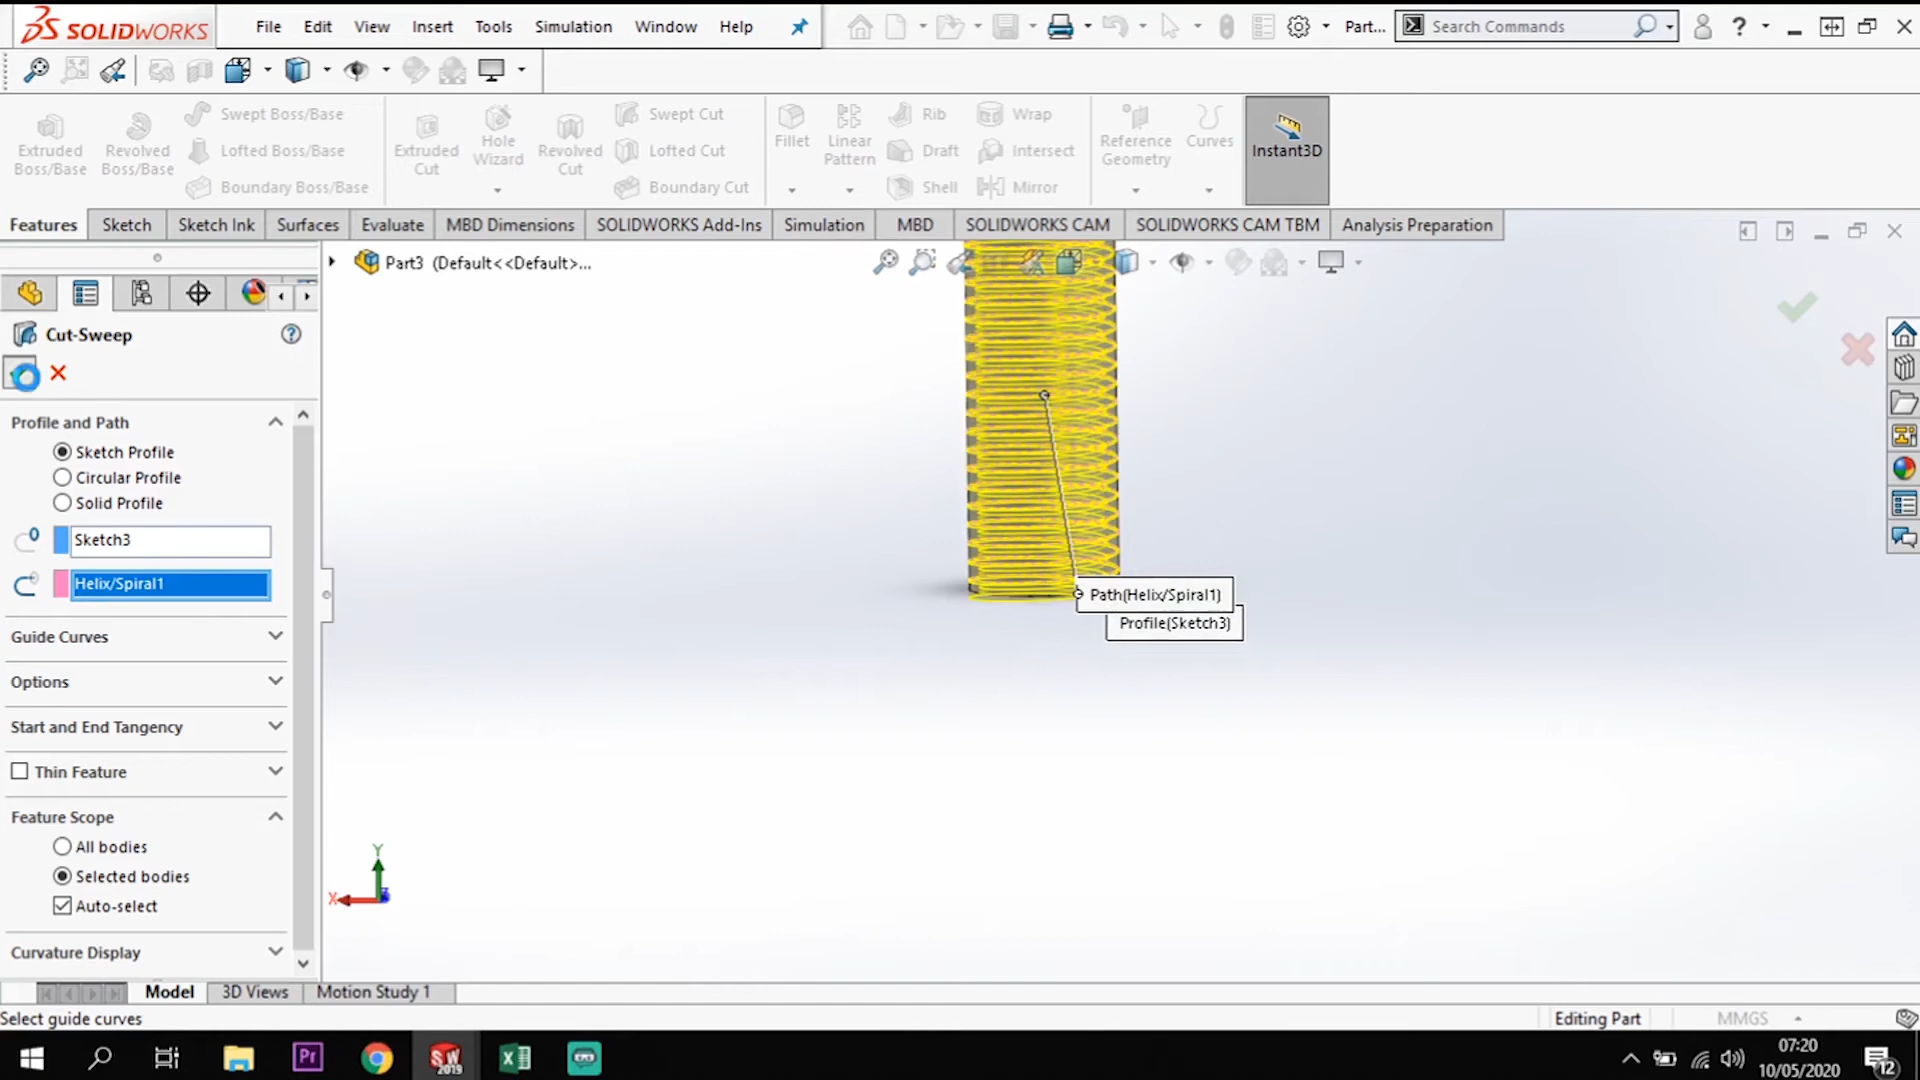 SOLIDWORKS File Edit View Insert Tools Simulation Window Help Part... Search Commands ?
Extruded Boss/Base
Revolved Boss/Base
Swept Boss/Base
Lofted Boss/Base
Boundary Boss/Base
Extruded Cut
Hole Wizard
Revolved Cut
Swept Cut
Lofted Cut
Boundary Cut
Fillet
Linear Pattern
Rib
Draft
Shell
Wrap
Intersect
Mirror
Reference Geometry
Curves
Instant3D
Features Sketch Sketch Ink Surfaces Evaluate MBD Dimensions SOLIDWORKS Add-Ins Simulation MBD SOLIDWORKS CAM SOLIDWORKS CAM TBM Analysis Preparation
Part3 (Default<<Default>...
Cut-Sweep ?
Profile and Path
Sketch Profile
Circular Profile
Solid Profile
Sketch3
Helix/Spiral1
Path(Helix/Spiral1)
Profile(Sketch3)
Guide Curves
Options
Start and End Tangency
Thin Feature
Feature Scope
All bodies
Selected bodies
Auto-select
Curvature Display
Y
X
Model 3D Views Motion Study 1
Select guide curves Editing Part MMGS
Pr SW 2019
07:20
10/05/2020
12